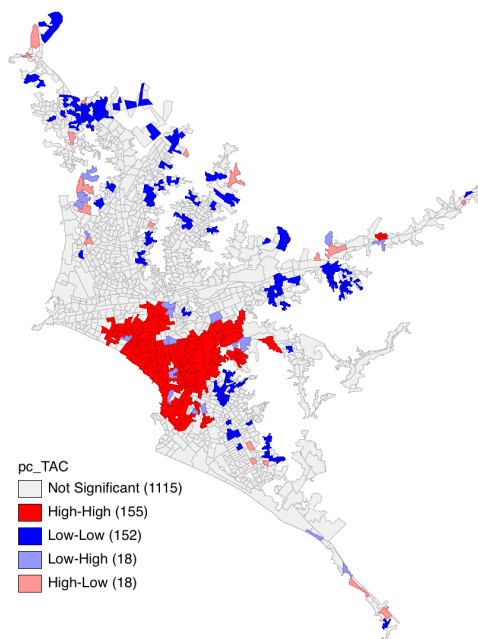 pc_TAC
Not Significant (1115)
High-High (155)
Low-Low (152)
Low-High (18)
High-Low (18)